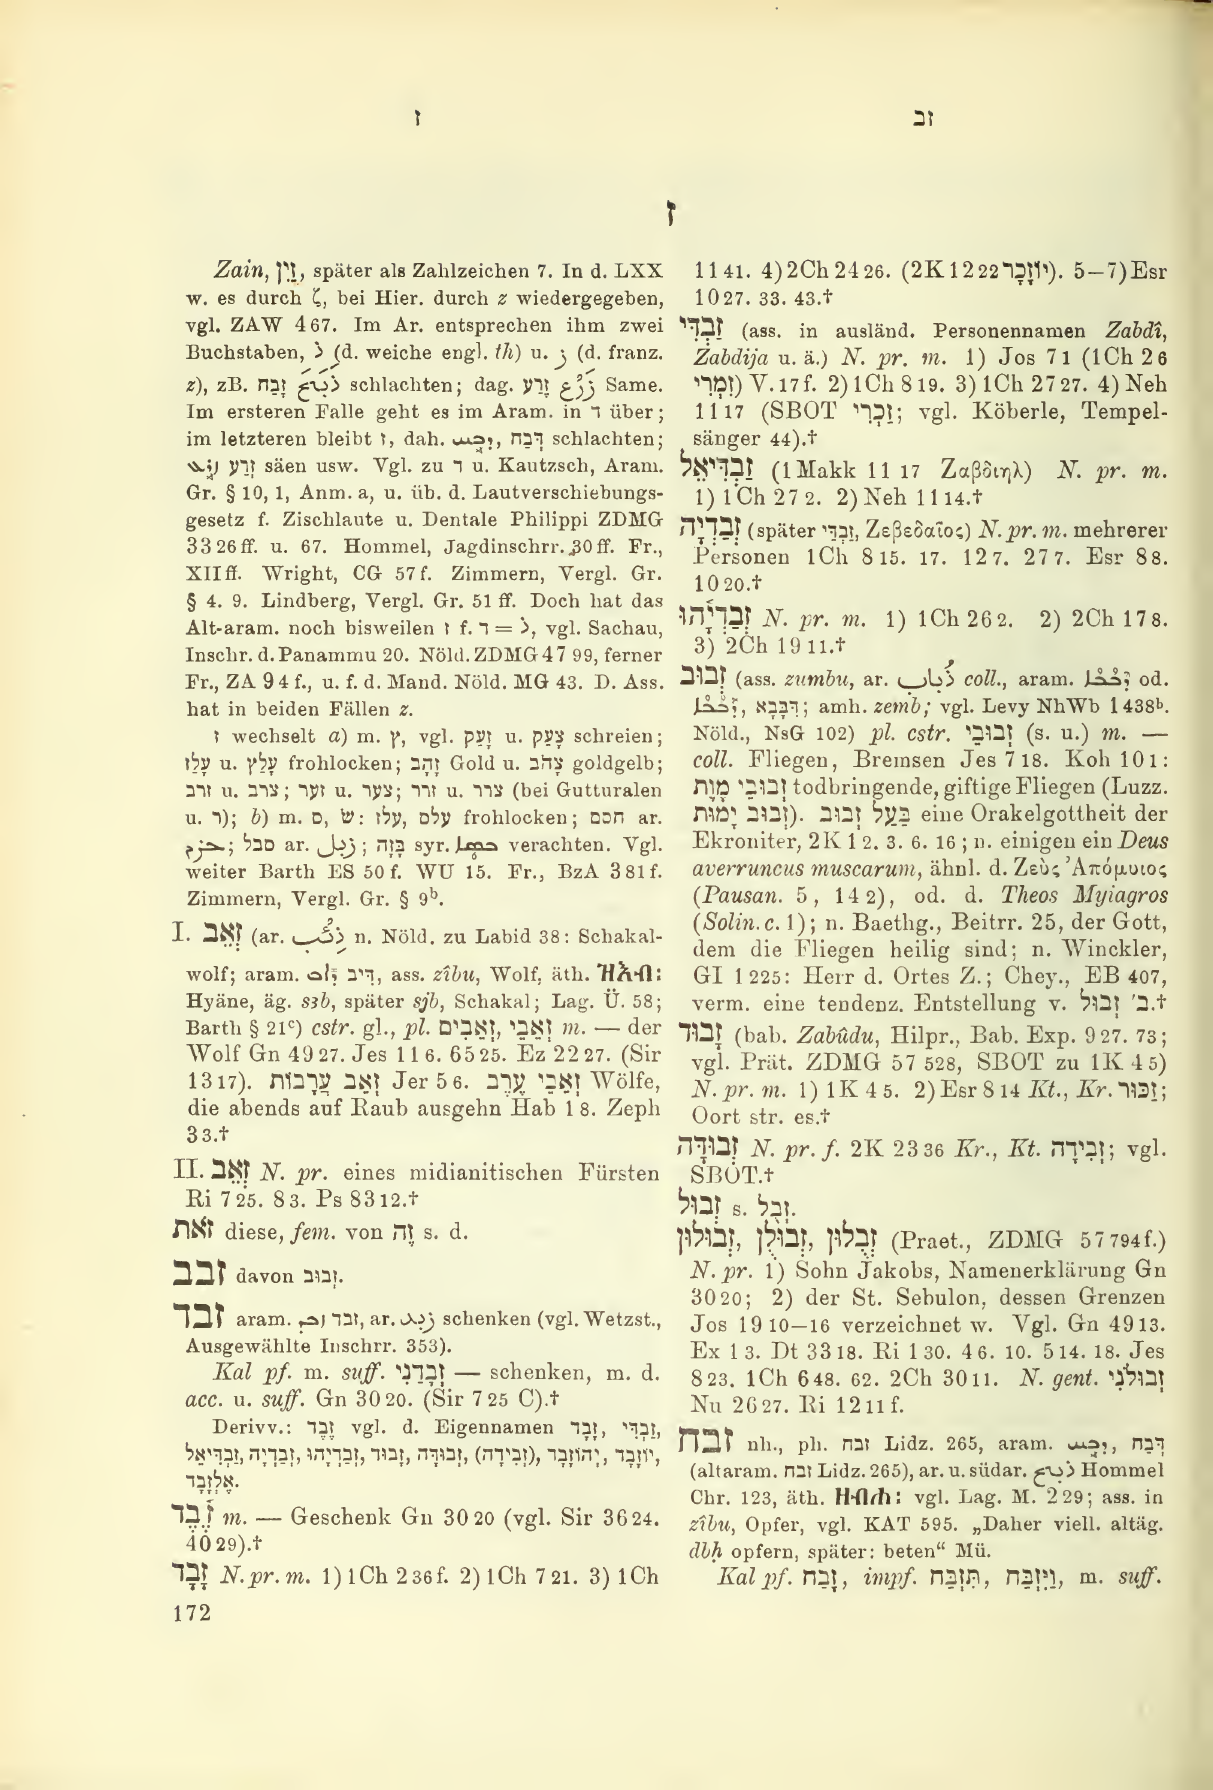 ז זב
ז
Zain, זַיִן, später als Zahlzeichen 7. In d. LXX
w. es durch ζ, bei Hier. durch z wiedergegeben,
vgl. ZAW 4 67. Im Ar. entsprechen ihm zwei
Buchstaben, ذ (d. weiche engl. th) u. ز (d. franz.
z), zB. זָבַח ذَبَحَ schlachten; dag. זֶרַע زَرْع Same.
Im ersteren Falle geht es im Aram. in ד über;
im letzteren bleibt ז, dah. ܕܒܚ, דְּבַח schlachten;
ܙܪܥ זְרַע säen usw. Vgl. zu ד u. Kautzsch, Aram.
Gr. § 10, 1, Anm. a, u. üb. d. Lautverschiebungs-
gesetz f. Zischlaute u. Dentale Philippi ZDMG
33 26 ff. u. 67. Hommel, Jagdinschrr. 30 ff. Fr.,
XII ff. Wright, CG 57 f. Zimmern, Vergl. Gr.
§ 4. 9. Lindberg, Vergl. Gr. 51 ff. Doch hat das
Alt-aram. noch bisweilen ז f. ד = ذ, vgl. Sachau,
Inschr. d. Panammu 20. Nöld. ZDMG 47 99, ferner
Fr., ZA 9 4 f., u. f. d. Mand. Nöld. MG 43. D. Ass.
hat in beiden Fällen z.
ז wechselt a) m. ץ, vgl. זָעַק u. צָעַק schreien;
עָלַז u. עָלַץ frohlocken; זָהָב Gold u. צָהֹב goldgelb;
זרב u. צרב; זער u. צער; זרר u. צרר (bei Gutturalen
u. ר); b) m. ס, שׂ: עלז, עלס frohlocken; חסם ar.
خزم; סבל ar. زبل; בָּזָה syr. ܒܣܐ verachten. Vgl.
weiter Barth ES 50 f. WU 15. Fr., BzA 3 81 f.
Zimmern, Vergl. Gr. § 9b.
I. זְאֵב (ar. ذِئْب n. Nöld. zu Labid 38: Schakal-
wolf; aram. ܕܐܒ דֵּיב, ass. zîbu, Wolf, äth. ዝእብ:
Hyäne, äg. sзb, später sjb, Schakal; Lag. Ü. 58;
Barth § 21c) cstr. gl., pl. זְאֵבִים, זְאֵבֵי m. — der
Wolf Gn 49 27. Jes 11 6. 65 25. Ez 22 27. (Sir
13 17). זְאֵב עֲרָבוֹת Jer 5 6. זְאֵבֵי עֶרֶב Wölfe,
die abends auf Raub ausgehn Hab 1 8. Zeph
3 3.†
II. זְאֵב N. pr. eines midianitischen Fürsten
Ri 7 25. 8 3. Ps 83 12.†
זֹאת diese, fem. von זֶה s. d.
זבב davon זְבוּב.
זבד aram. ܙܒܕ זבד, ar. زبد schenken (vgl. Wetzst.,
Ausgewählte Inschrr. 353).
Kal pf. m. suff. זְבָדַנִי — schenken, m. d.
acc. u. suff. Gn 30 20. (Sir 7 25 C).†
Derivv.: זֶבֶד vgl. d. Eigennamen זָבָד, זַבְדִּי,
זַבְדִּיאֵל, זְבַדְיָה, זְבַדְיָהוּ, זָבוּד, זְבוּדָּה, (זְבִידָה), יְהוֹזָבָד, יוֹזָבָד,
אֶלְזָבָד.
זֶבֶד m. — Geschenk Gn 30 20 (vgl. Sir 36 24.
40 29).†
זָבָד N. pr. m. 1) 1Ch 2 36 f. 2) 1Ch 7 21. 3) 1Ch
172
11 41. 4) 2Ch 24 26. (2K 12 22 יוֹזָכָר). 5—7) Esr
10 27. 33. 43.†
זַבְדִּי (ass. in ausländ. Personennamen Zabdî,
Zabdija u. ä.) N. pr. m. 1) Jos 7 1 (1Ch 2 6
זִמְרִי) V. 17 f. 2) 1Ch 8 19. 3) 1Ch 27 27. 4) Neh
11 17 (SBOT זִכְרִי; vgl. Köberle, Tempel-
sänger 44).†
זַבְדִּיאֵל (1 Makk 11 17 Ζαβδιηλ) N. pr. m.
1) 1Ch 27 2. 2) Neh 11 14.†
זְבַדְיָה (später זַבְדַּי, Ζεβεδαῖος) N. pr. m. mehrerer
Personen 1Ch 8 15. 17. 12 7. 27 7. Esr 8 8.
10 20.†
זְבַדְיָהוּ N. pr. m. 1) 1Ch 26 2. 2) 2Ch 17 8.
3) 2Ch 19 11.†
זְבוּב (ass. zumbu, ar. ذُبَاب coll., aram. ܕܒܒܐ od.
ܕܒܒܐ, דִּבָּבָא; amh. zemb; vgl. Levy NhWb 1 438b.
Nöld., NsG 102) pl. cstr. זְבוּבֵי (s. u.) m. —
coll. Fliegen, Bremsen Jes 7 18. Koh 10 1:
זְבוּבֵי מָוֶת todbringende, giftige Fliegen (Luzz.
זְבוּב יָמוּת). בַּעַל זְבוּב eine Orakelgottheit der
Ekroniter, 2K 1 2. 3. 6. 16; n. einigen ein Deus
averruncus muscarum, ähnl. d. Ζεὺς Ἀπόμυιος
(Pausan. 5, 14 2), od. d. Theos Myiagros
(Solin. c. 1); n. Baethg., Beitrr. 25, der Gott,
dem die Fliegen heilig sind; n. Winckler,
GI 1 225: Herr d. Ortes Z.; Chey., EB 407,
verm. eine tendenz. Entstellung v. ב' זְבוּל.†
זָבוּד (bab. Zabûdu, Hilpr., Bab. Exp. 9 27. 73;
vgl. Prät. ZDMG 57 528, SBOT zu 1K 4 5)
N. pr. m. 1) 1K 4 5. 2) Esr 8 14 Kt., Kr. זַכּוּר;
Oort str. es.†
זְבוּדָּה N. pr. f. 2K 23 36 Kr., Kt. זְבִידָה; vgl.
SBOT.†
זְבוּל s. זְבֻל.
זְבֻלוּן, זְבוּלֻן, זְבוּלוּן (Praet., ZDMG 57 794 f.)
N. pr. 1) Sohn Jakobs, Namenerklärung Gn
30 20; 2) der St. Sebulon, dessen Grenzen
Jos 19 10—16 verzeichnet w. Vgl. Gn 49 13.
Ex 1 3. Dt 33 18. Ri 1 30. 4 6. 10. 5 14. 18. Jes
8 23. 1Ch 6 48. 62. 2Ch 30 11. N. gent. זְבוּלֹנִי
Nu 26 27. Ri 12 11 f.
זבח nh., ph. זבח Lidz. 265, aram. ܕܒܚ, דְּבַח
(altaram. זבח Lidz. 265), ar. u. südar. ذبح Hommel
Chr. 123, äth. ዘብሐ: vgl. Lag. M. 2 29; ass. in
zîbu, Opfer, vgl. KAT 595. „Daher viell. altäg.
dbḥ opfern, später: beten“ Mü.
Kal pf. זָבַח, impf. תִּזְבַּח, וַיִּזְבַּח, m. suff.